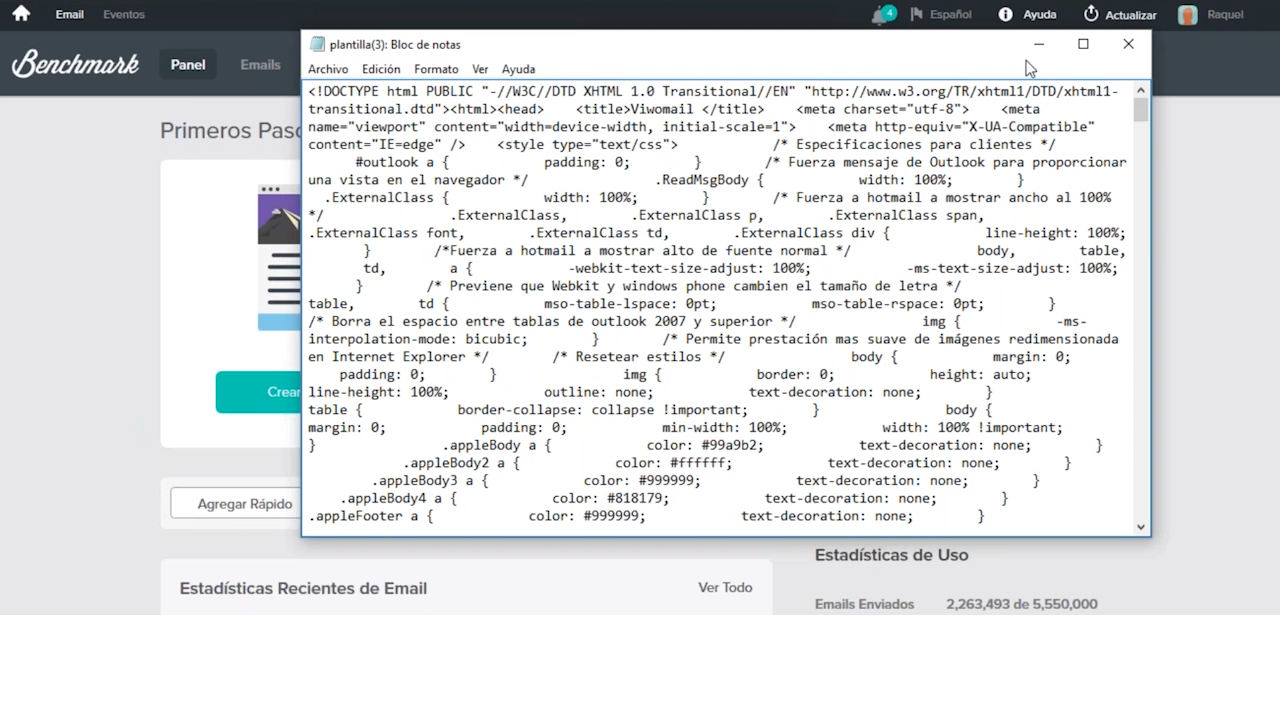 Email Eventos 4 Español Ayuda Actualizar Raquel
Benchmark Panel Emails
plantilla(3): Bloc de notas
Archivo Edición Formato Ver Ayuda
<!DOCTYPE html PUBLIC "-//W3C//DTD XHTML 1.0 Transitional//EN" "http://www.w3.org/TR/xhtml1/DTD/xhtml1-
transitional.dtd"><html><head> <title>Viwomail </title> <meta charset="utf-8"> <meta
name="viewport" content="width=device-width, initial-scale=1"> <meta http-equiv="X-UA-Compatible"
content="IE=edge" /> <style type="text/css"> /* Especificaciones para clientes */
#outlook a { padding: 0; } /* Fuerza mensaje de Outlook para proporcionar
una vista en el navegador */ .ReadMsgBody { width: 100%; }
.ExternalClass { width: 100%; } /* Fuerza a hotmail a mostrar ancho al 100%
*/ .ExternalClass, .ExternalClass p, .ExternalClass span,
.ExternalClass font, .ExternalClass td, .ExternalClass div { line-height: 100%;
} /*Fuerza a hotmail a mostrar alto de fuente normal */ body, table,
td, a { -webkit-text-size-adjust: 100%; -ms-text-size-adjust: 100%;
} /* Previene que Webkit y windows phone cambien el tamaño de letra */
table, td { mso-table-lspace: 0pt; mso-table-rspace: 0pt; }
/* Borra el espacio entre tablas de outlook 2007 y superior */ img { -ms-
interpolation-mode: bicubic; } /* Permite prestación mas suave de imágenes redimensionada
en Internet Explorer */ /* Resetear estilos */ body { margin: 0;
padding: 0; } img { border: 0; height: auto;
line-height: 100%; outline: none; text-decoration: none; }
table { border-collapse: collapse !important; } body {
margin: 0; padding: 0; min-width: 100%; width: 100% !important;
} .appleBody a { color: #99a9b2; text-decoration: none; }
.appleBody2 a { color: #ffffff; text-decoration: none; }
.appleBody3 a { color: #999999; text-decoration: none; }
.appleBody4 a { color: #818179; text-decoration: none; }
.appleFooter a { color: #999999; text-decoration: none; }
Primeros Paso
Crear
Agregar Rápido
Estadísticas Recientes de Email Ver Todo
Estadísticas de Uso
Emails Enviados 2,263,493 de 5,550,000